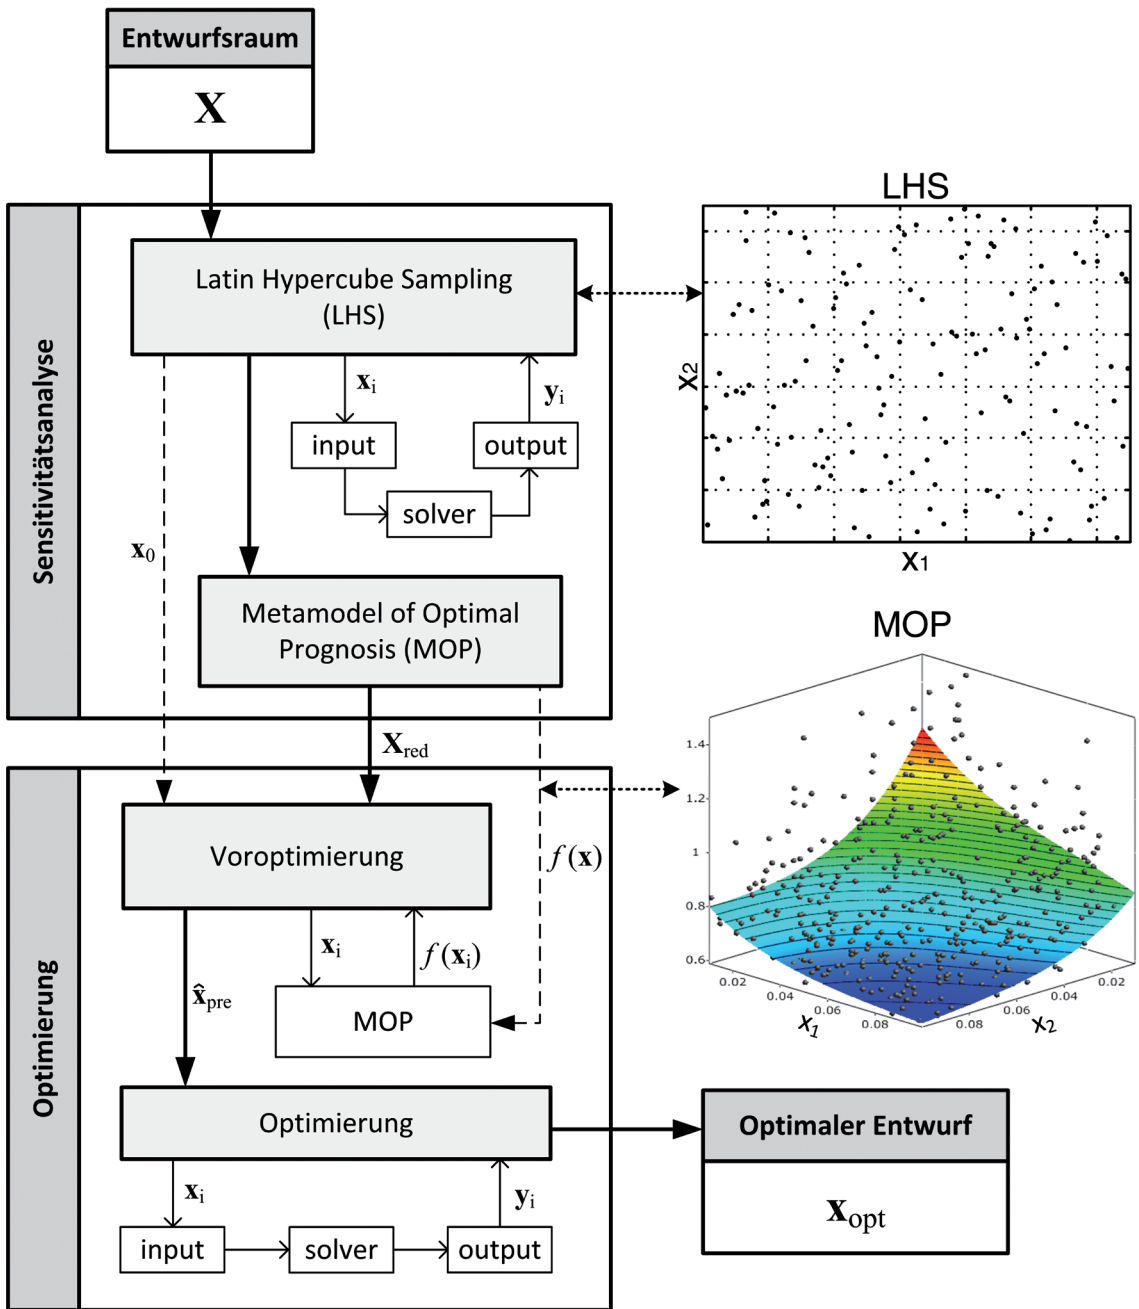 Entwurfsraum
X
Sensitivitätsanalyse
Latin Hypercube Sampling
(LHS)
xi
yi
input
output
solver
x0
Metamodel of Optimal
Prognosis (MOP)
Xred
LHS
x2
x1
MOP
1.4
1.2
1
0.8
0.6
0.02
0.04
0.06
0.08
x1
0.08
0.06
0.04
0.02
x2
Optimierung
Voroptimierung
f(x)
xi
f(xi)
x̂pre
MOP
Optimierung
xi
yi
input
solver
output
Optimaler Entwurf
xopt